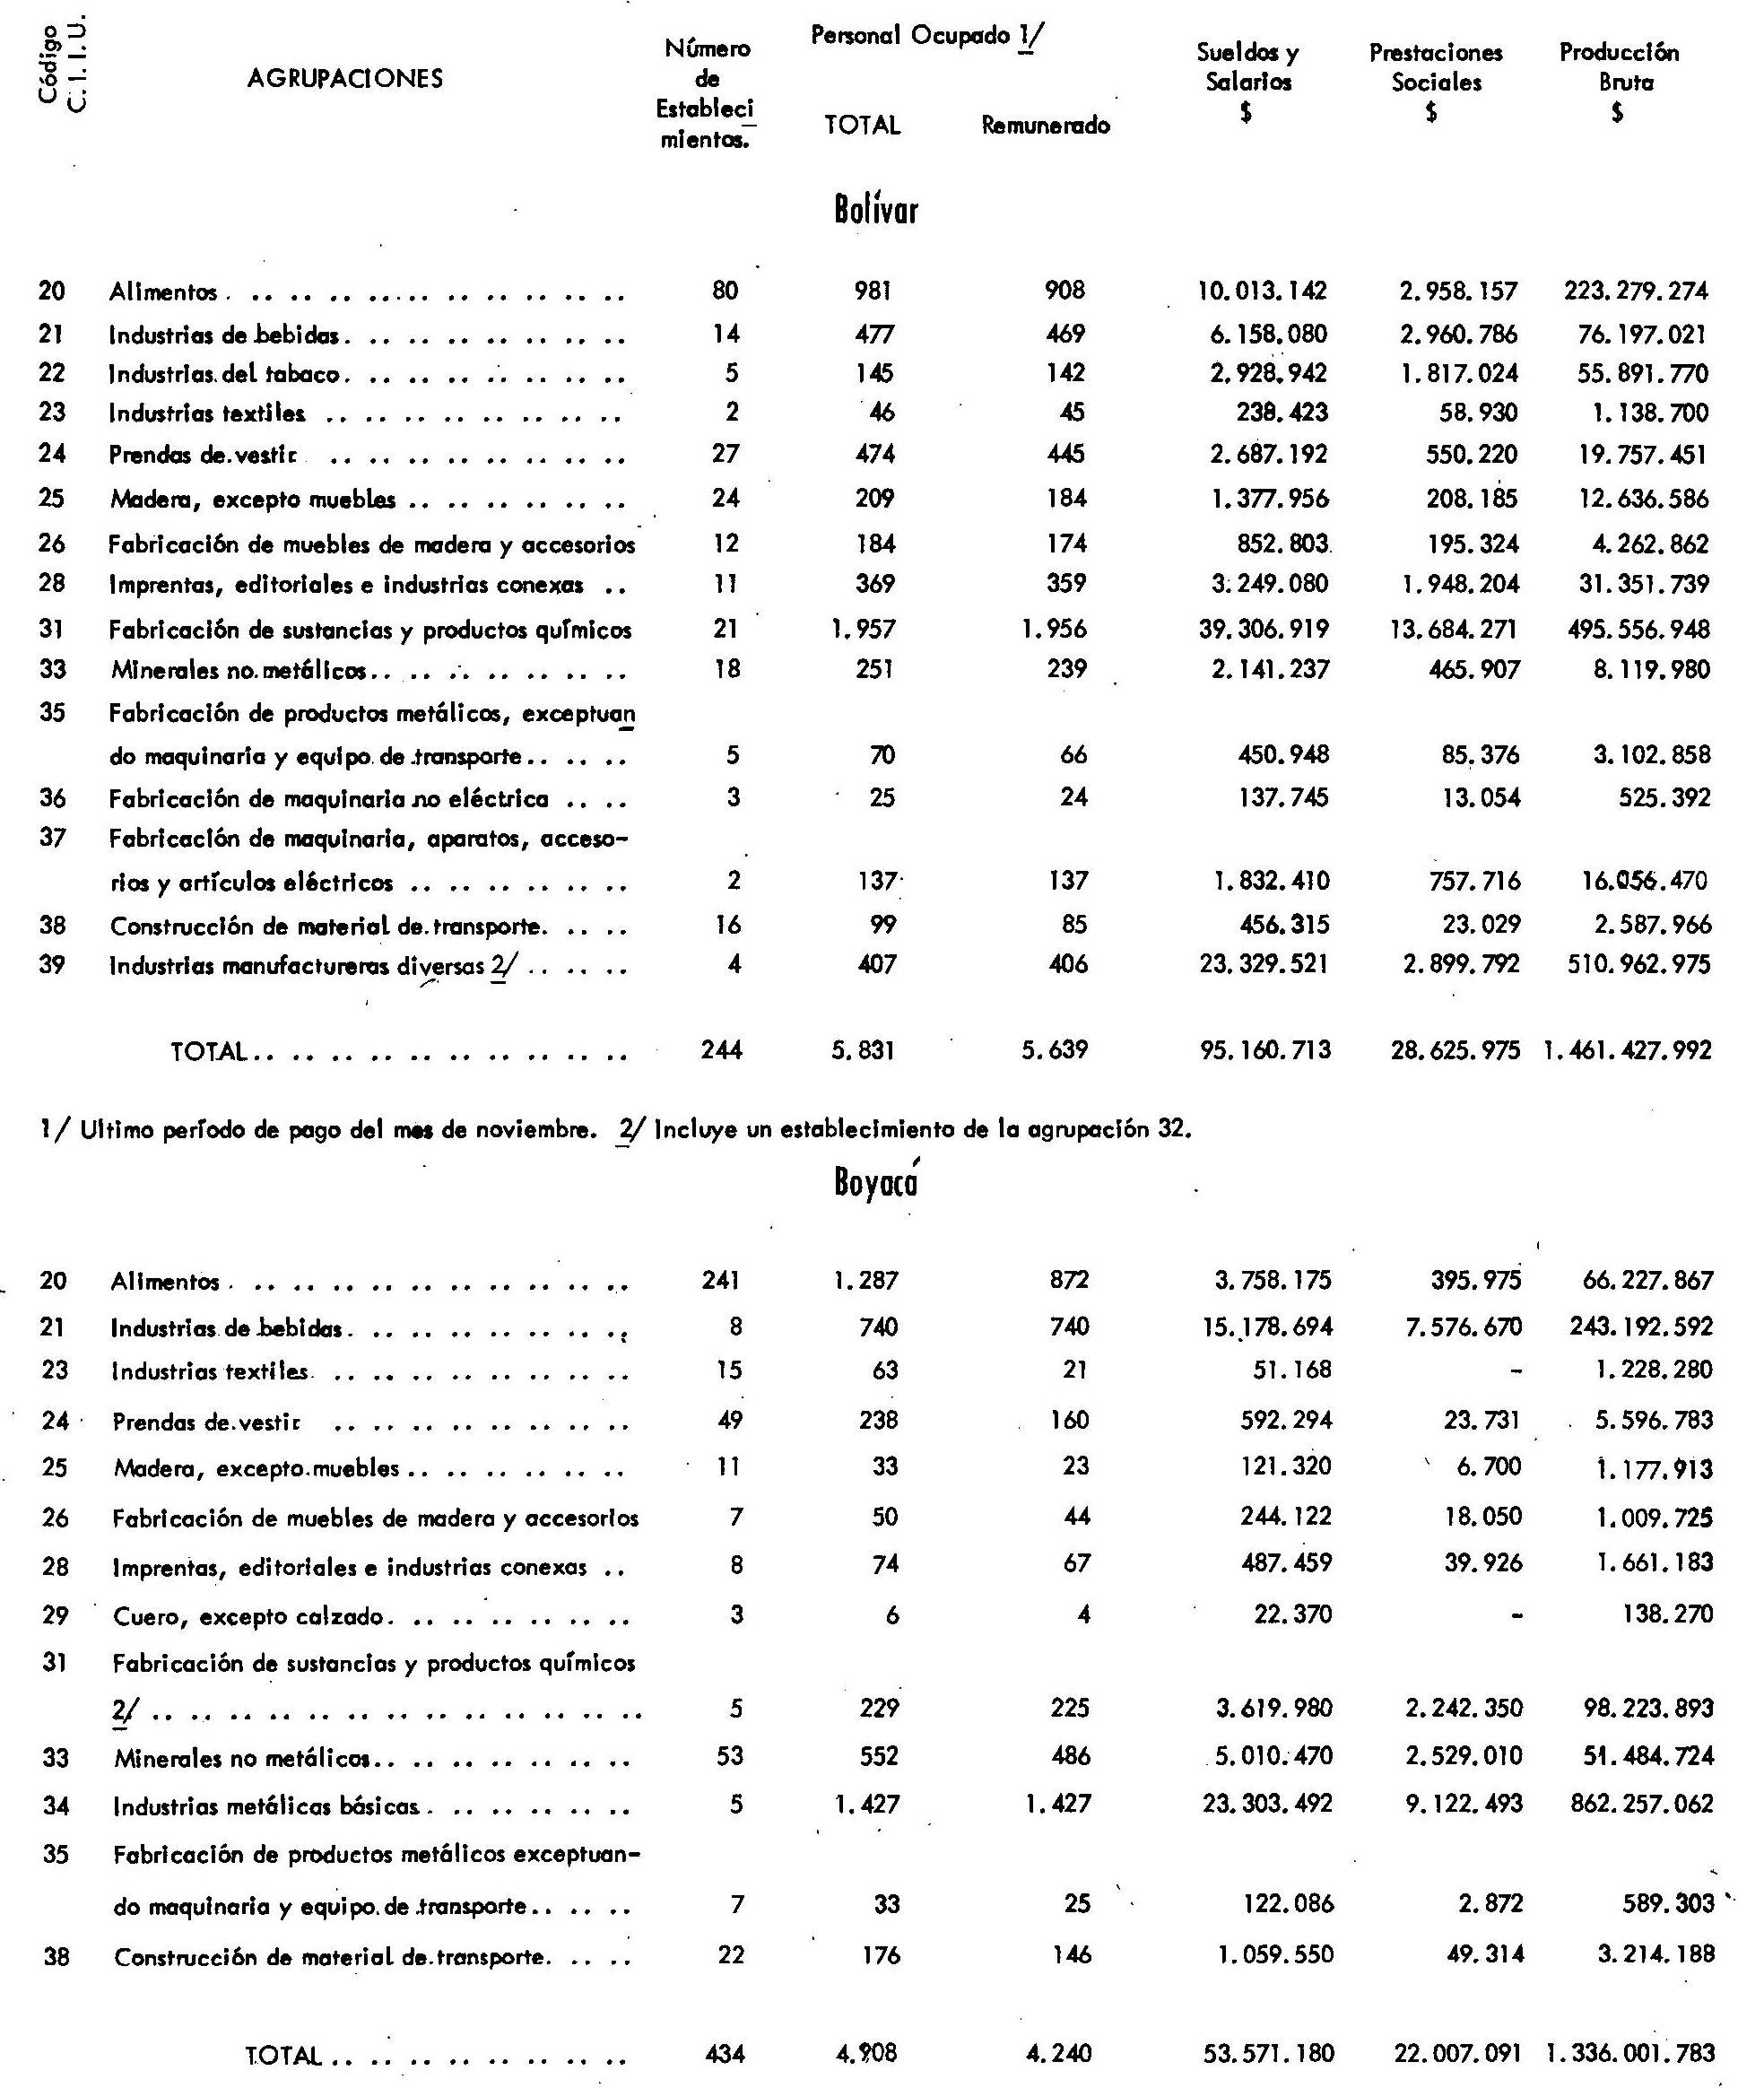 Código C.I.I.U. AGRUPACIONES Número de Estableci mientos. Personal Ocupado 1/ TOTAL Remunerado Sueldos y Salarios $ Prestaciones Sociales $ Producción Bruta $
Bolívar
20 Alimentos. .. .. .. .. .. .. .. .. .. .. 80 981 908 10.013.142 2.958.157 223.279.274
21 Industrias de bebidas. .. .. .. .. .. .. .. 14 477 469 6.158.080 2.960.786 76.197.021
22 Industrias del tabaco. .. .. .. .. .. .. .. 5 145 142 2.928.942 1.817.024 55.891.770
23 Industrias textiles .. .. .. .. .. .. .. .. 2 46 45 238.423 58.930 1.138.700
24 Prendas de vestir .. .. .. .. .. .. .. .. 27 474 445 2.687.192 550.220 19.757.451
25 Madera, excepto muebles .. .. .. .. .. .. 24 209 184 1.377.956 208.185 12.636.586
26 Fabricación de muebles de madera y accesorios 12 184 174 852.803 195.324 4.262.862
28 Imprentas, editoriales e industrias conexas .. 11 369 359 3.249.080 1.948.204 31.351.739
31 Fabricación de sustancias y productos químicos 21 1.957 1.956 39.306.919 13.684.271 495.556.948
33 Minerales no metálicos.. .. .. .. .. .. .. 18 251 239 2.141.237 465.907 8.119.980
35 Fabricación de productos metálicos, exceptuan
do maquinaria y equipo de transporte.. .. .. 5 70 66 450.948 85.376 3.102.858
36 Fabricación de maquinaria no eléctrica .. .. 3 25 24 137.745 13.054 525.392
37 Fabricación de maquinaria, aparatos, acceso-
rios y artículos eléctricos .. .. .. .. .. .. 2 137 137 1.832.410 757.716 16.056.470
38 Construcción de material de transporte. .. .. 16 99 85 456.315 23.029 2.587.966
39 Industrias manufactureras diversas 2/ .. .. .. 4 407 406 23.329.521 2.899.792 510.962.975
TOTAL.. .. .. .. .. .. .. .. .. .. 244 5.831 5.639 95.160.713 28.625.975 1.461.427.992
1/ Ultimo período de pago del mes de noviembre. 2/ Incluye un establecimiento de la agrupación 32.
Boyacá
20 Alimentos. .. .. .. .. .. .. .. .. .. .. 241 1.287 872 3.758.175 395.975 66.227.867
21 Industrias de bebidas. .. .. .. .. .. .. .. 8 740 740 15.178.694 7.576.670 243.192.592
23 Industrias textiles. .. .. .. .. .. .. .. .. 15 63 21 51.168 - 1.228.280
24 Prendas de vestir .. .. .. .. .. .. .. .. 49 238 160 592.294 23.731 5.596.783
25 Madera, excepto muebles .. .. .. .. .. .. 11 33 23 121.320 6.700 1.177.913
26 Fabricación de muebles de madera y accesorios 7 50 44 244.122 18.050 1.009.725
28 Imprentas, editoriales e industrias conexas .. 8 74 67 487.459 39.926 1.661.183
29 Cuero, excepto calzado. .. .. .. .. .. .. 3 6 4 22.370 - 138.270
31 Fabricación de sustancias y productos químicos
2/ .. .. .. .. .. .. .. .. .. .. .. .. .. 5 229 225 3.619.980 2.242.350 98.223.893
33 Minerales no metálicos.. .. .. .. .. .. .. 53 552 486 5.010.470 2.529.010 51.484.724
34 Industrias metálicas básicas. .. .. .. .. .. 5 1.427 1.427 23.303.492 9.122.493 862.257.062
35 Fabricación de productos metálicos exceptuan-
do maquinaria y equipo de transporte.. .. .. 7 33 25 122.086 2.872 589.303
38 Construcción de material de transporte. .. .. 22 176 146 1.059.550 49.314 3.214.188
TOTAL.. .. .. .. .. .. .. .. 434 4.908 4.240 53.571.180 22.007.091 1.336.001.783